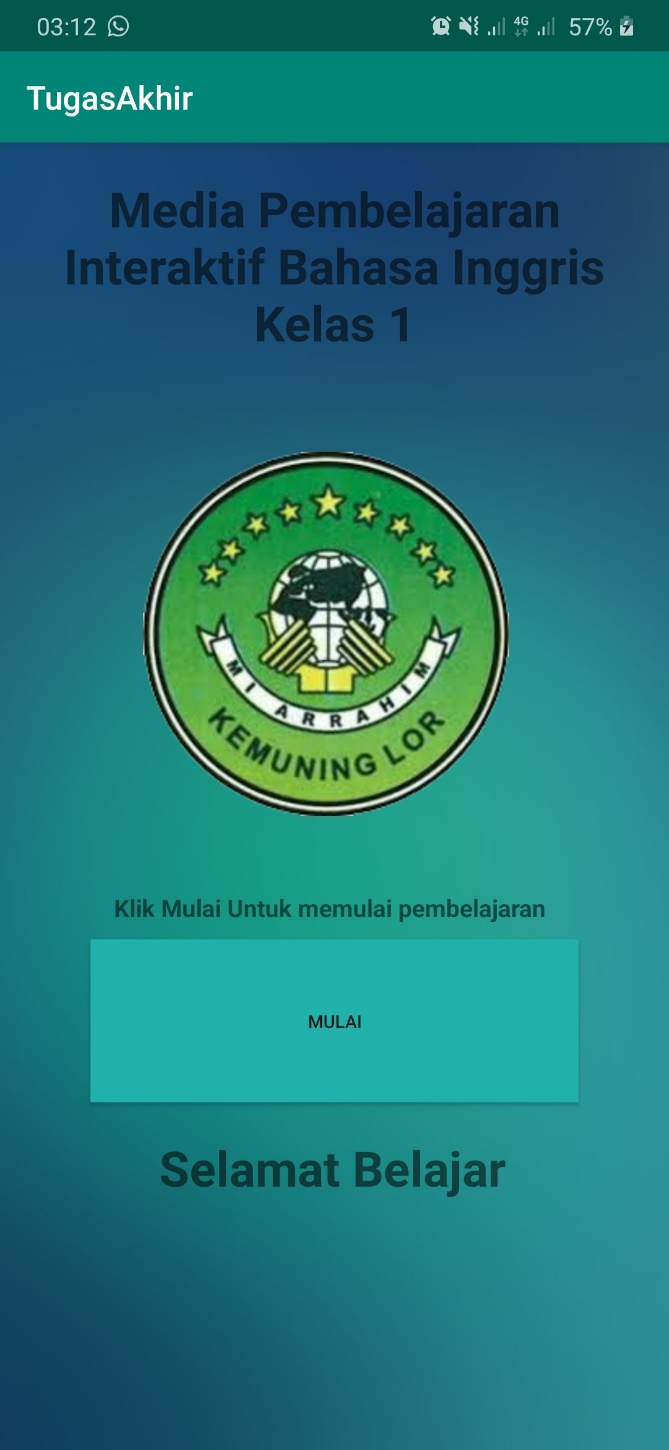 03:12
4G
57%
TugasAkhir
Media Pembelajaran
Interaktif Bahasa Inggris
Kelas 1
MI ARRAHIM
KEMUNING LOR
Klik Mulai Untuk memulai pembelajaran
MULAI
Selamat Belajar